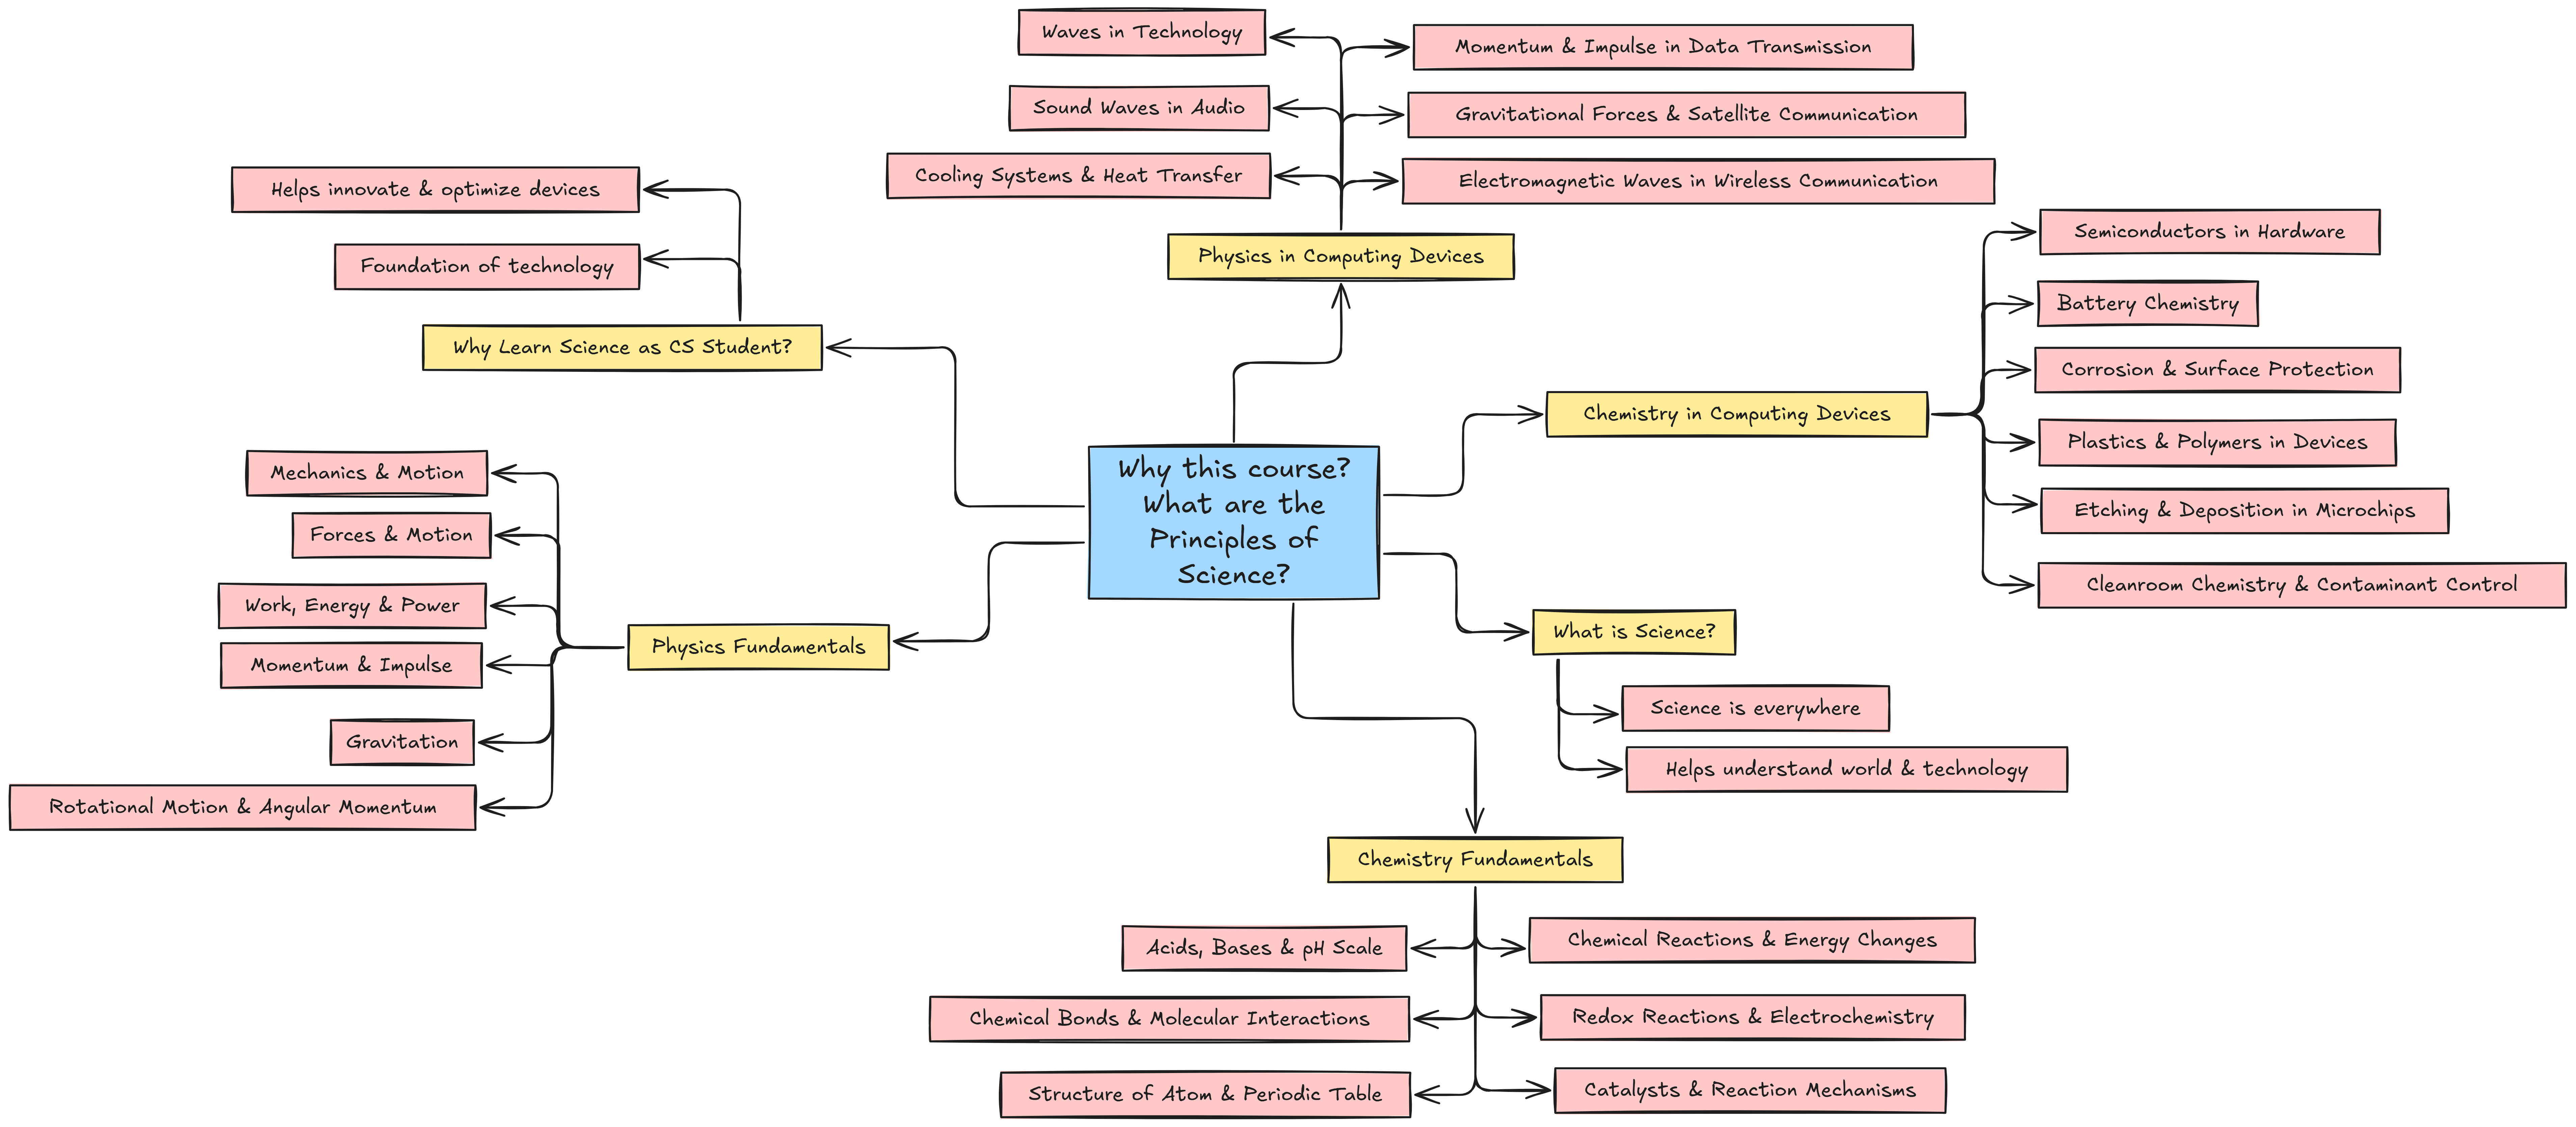 Waves in Technology
Momentum & Impulse in Data Transmission
Sound Waves in Audio
Gravitational Forces & Satellite Communication
Cooling Systems & Heat Transfer
Electromagnetic Waves in Wireless Communication
Physics in Computing Devices
Helps innovate & optimize devices
Foundation of technology
Why Learn Science as CS Student?
Semiconductors in Hardware
Battery Chemistry
Corrosion & Surface Protection
Chemistry in Computing Devices
Plastics & Polymers in Devices
Etching & Deposition in Microchips
Cleanroom Chemistry & Contaminant Control
Why this course?
What are the
Principles of
Science?
Mechanics & Motion
Forces & Motion
Work, Energy & Power
Physics Fundamentals
Momentum & Impulse
Gravitation
Rotational Motion & Angular Momentum
What is Science?
Science is everywhere
Helps understand world & technology
Chemistry Fundamentals
Acids, Bases & pH Scale
Chemical Reactions & Energy Changes
Chemical Bonds & Molecular Interactions
Redox Reactions & Electrochemistry
Structure of Atom & Periodic Table
Catalysts & Reaction Mechanisms